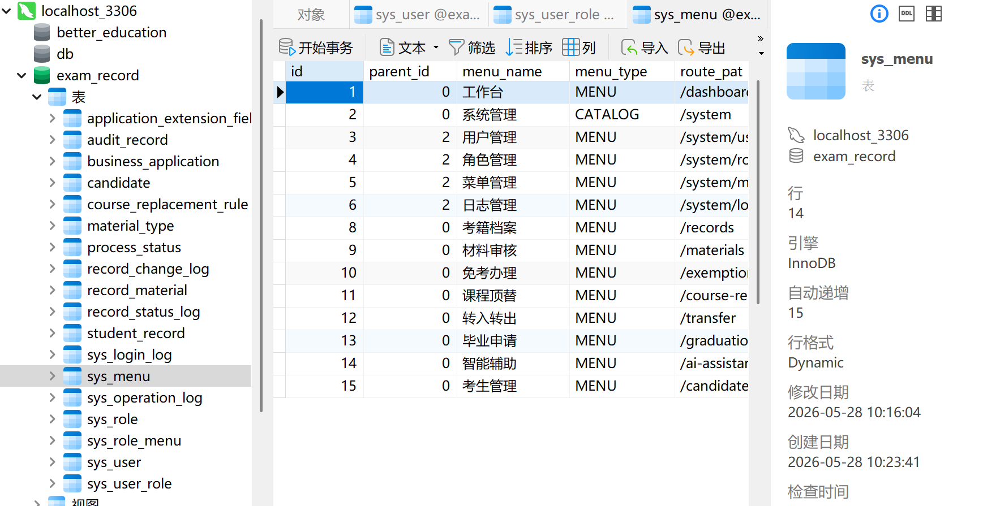 localhost_3306
better_education
db
exam_record
表
application_extension_fiel
audit_record
business_application
candidate
course_replacement_rule
material_type
process_status
record_change_log
record_material
record_status_log
student_record
sys_login_log
sys_menu
sys_operation_log
sys_role
sys_role_menu
sys_user
sys_user_role
视图
对象 sys_user @exa... sys_user_role ... sys_menu @ex...
开始事务 文本 筛选 排序 列 导入 导出
id parent_id menu_name menu_type route_pat
1 0 工作台 MENU /dashboard
2 0 系统管理 CATALOG /system
3 2 用户管理 MENU /system/us
4 2 角色管理 MENU /system/ro
5 2 菜单管理 MENU /system/m
6 2 日志管理 MENU /system/lo
8 0 考籍档案 MENU /records
9 0 材料审核 MENU /materials
10 0 免考办理 MENU /exemption
11 0 课程顶替 MENU /course-re
12 0 转入转出 MENU /transfer
13 0 毕业申请 MENU /graduatio
14 0 智能辅助 MENU /ai-assistan
15 0 考生管理 MENU /candidate
DDL
sys_menu
表
localhost_3306
exam_record
行
14
引擎
InnoDB
自动递增
15
行格式
Dynamic
修改日期
2026-05-28 10:16:04
创建日期
2026-05-28 10:23:41
检查时间